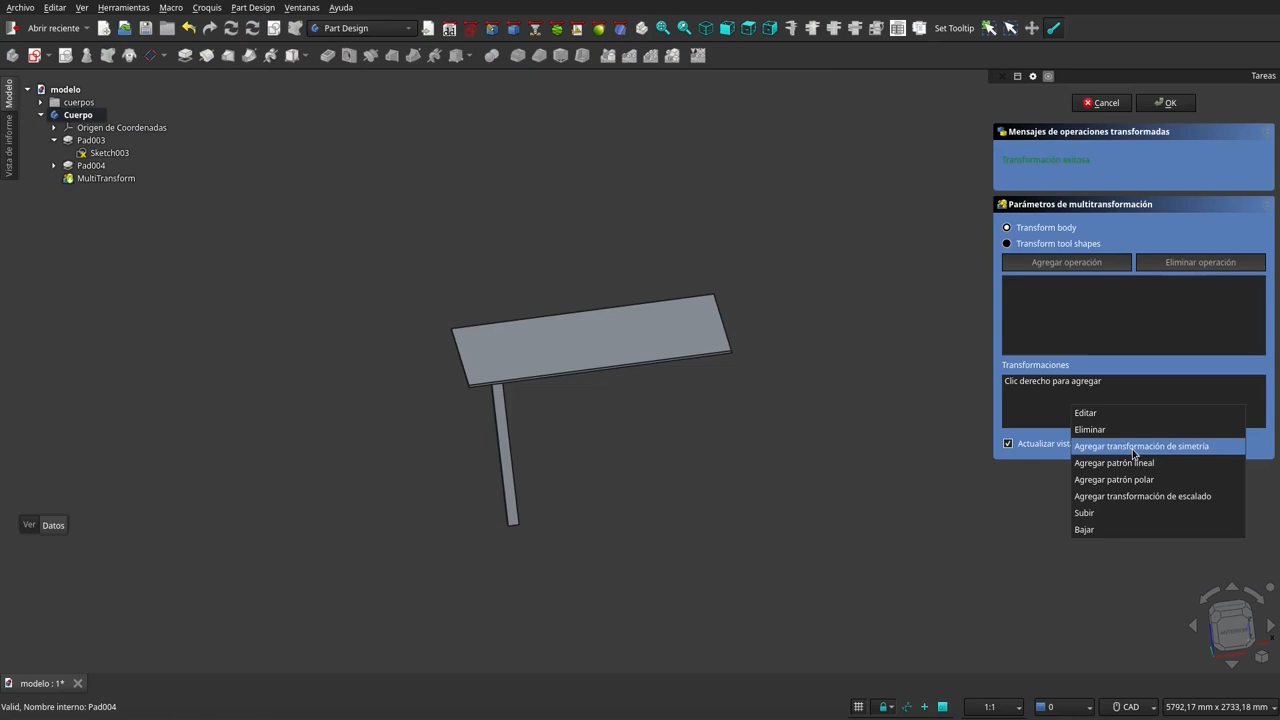 Archivo Editar Ver Herramientas Macro Croquis Part Design Ventanas Ayuda
Abrir reciente Part Design Set Tooltip
Modelo
Vista de informe
modelo
cuerpos
Cuerpo
Origen de Coordenadas
Pad003
Sketch003
Pad004
MultiTransform
Ver Datos
Tareas
Cancel OK
Mensajes de operaciones transformadas
Transformación exitosa
Parámetros de multitransformación
Transform body
Transform tool shapes
Agregar operación Eliminar operación
Transformaciones
Clic derecho para agregar
Actualizar vist
Editar
Eliminar
Agregar transformación de simetría
Agregar patrón lineal
Agregar patrón polar
Agregar transformación de escalado
Subir
Bajar
ANTERIOR
modelo : 1*
Valid, Nombre interno: Pad004 1:1 0 CAD 5792,17 mm x 2733,18 mm